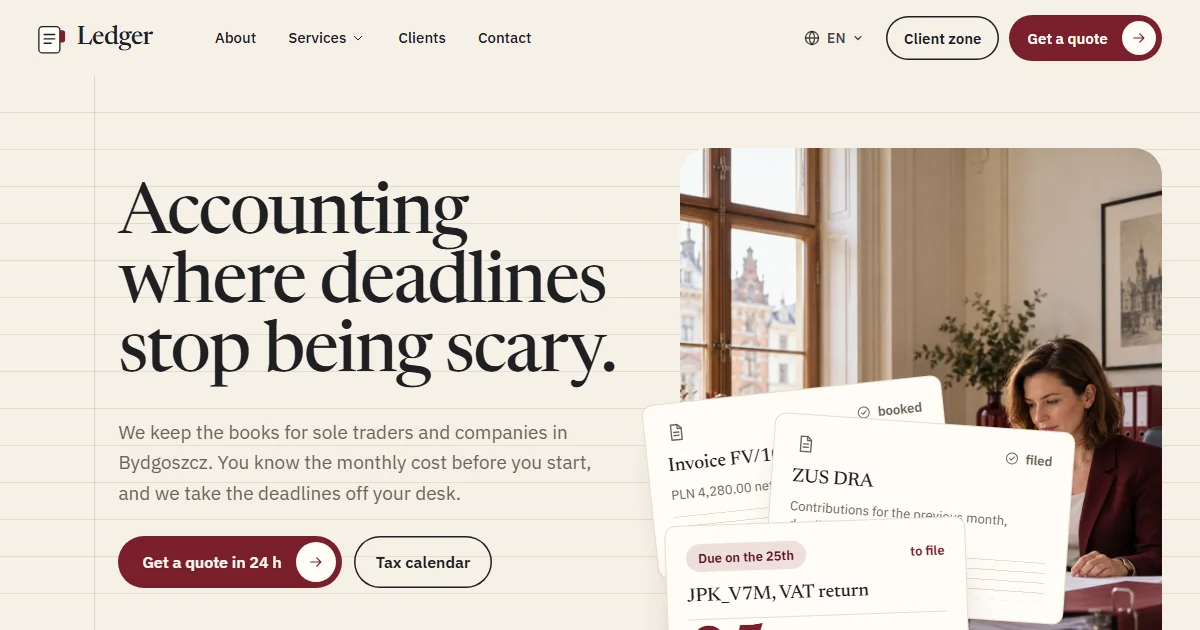 Ledger
About
Services
Clients
Contact
EN
Client zone
Get a quote
Accounting
where deadlines
stop being scary.
We keep the books for sole traders and companies in
Bydgoszcz. You know the monthly cost before you start,
and we take the deadlines off your desk.
Get a quote in 24 h
Tax calendar
booked
Invoice
PLN 4,280.00
filed
ZUS DRA
Contributions for the previous month,
Due on the 25th
to file
JPK_V7M, VAT return